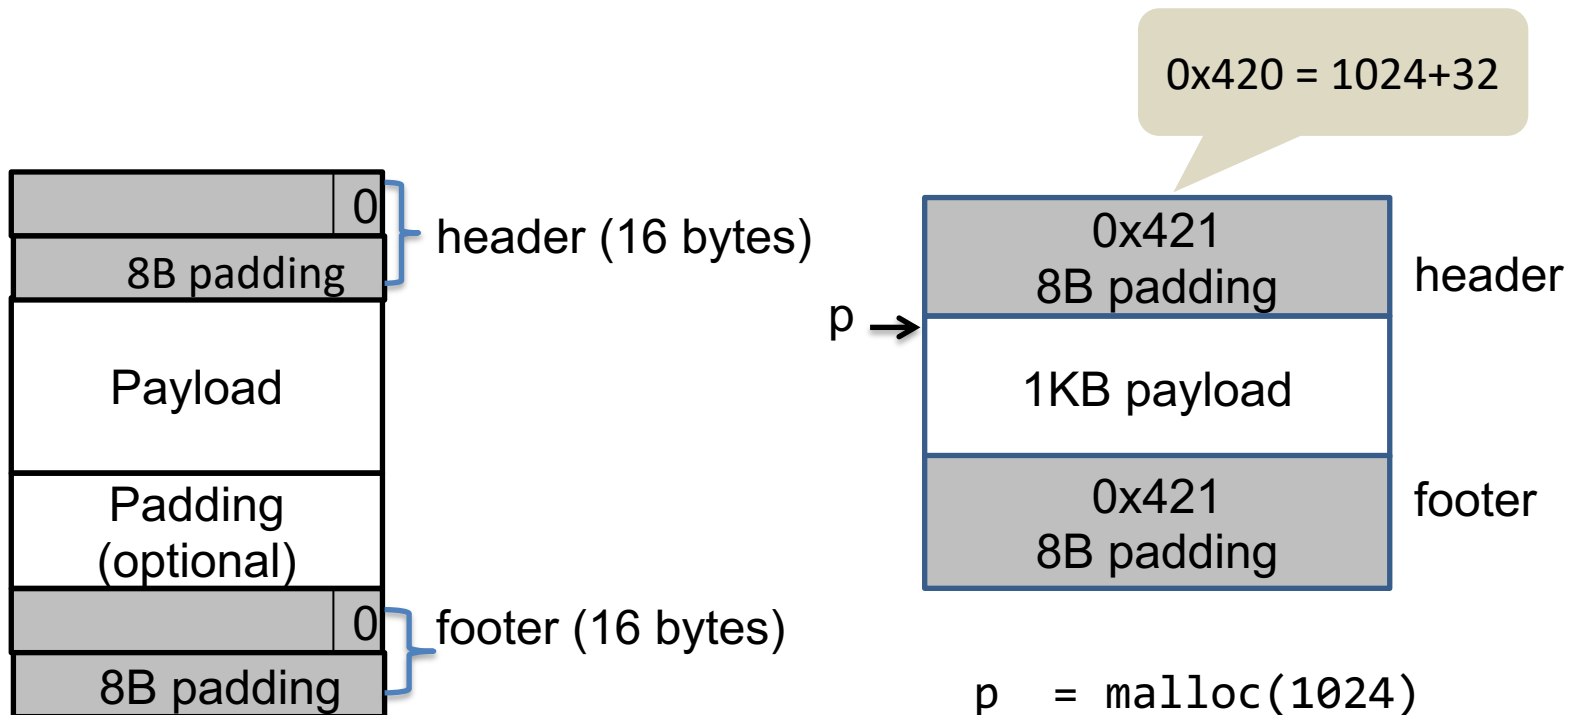 0x420 = 1024+32
0
8B padding
header (16 bytes)
Payload
Padding
(optional)
0
8B padding
footer (16 bytes)
0x421
8B padding
header
p
1KB payload
0x421
8B padding
footer
p = malloc(1024)